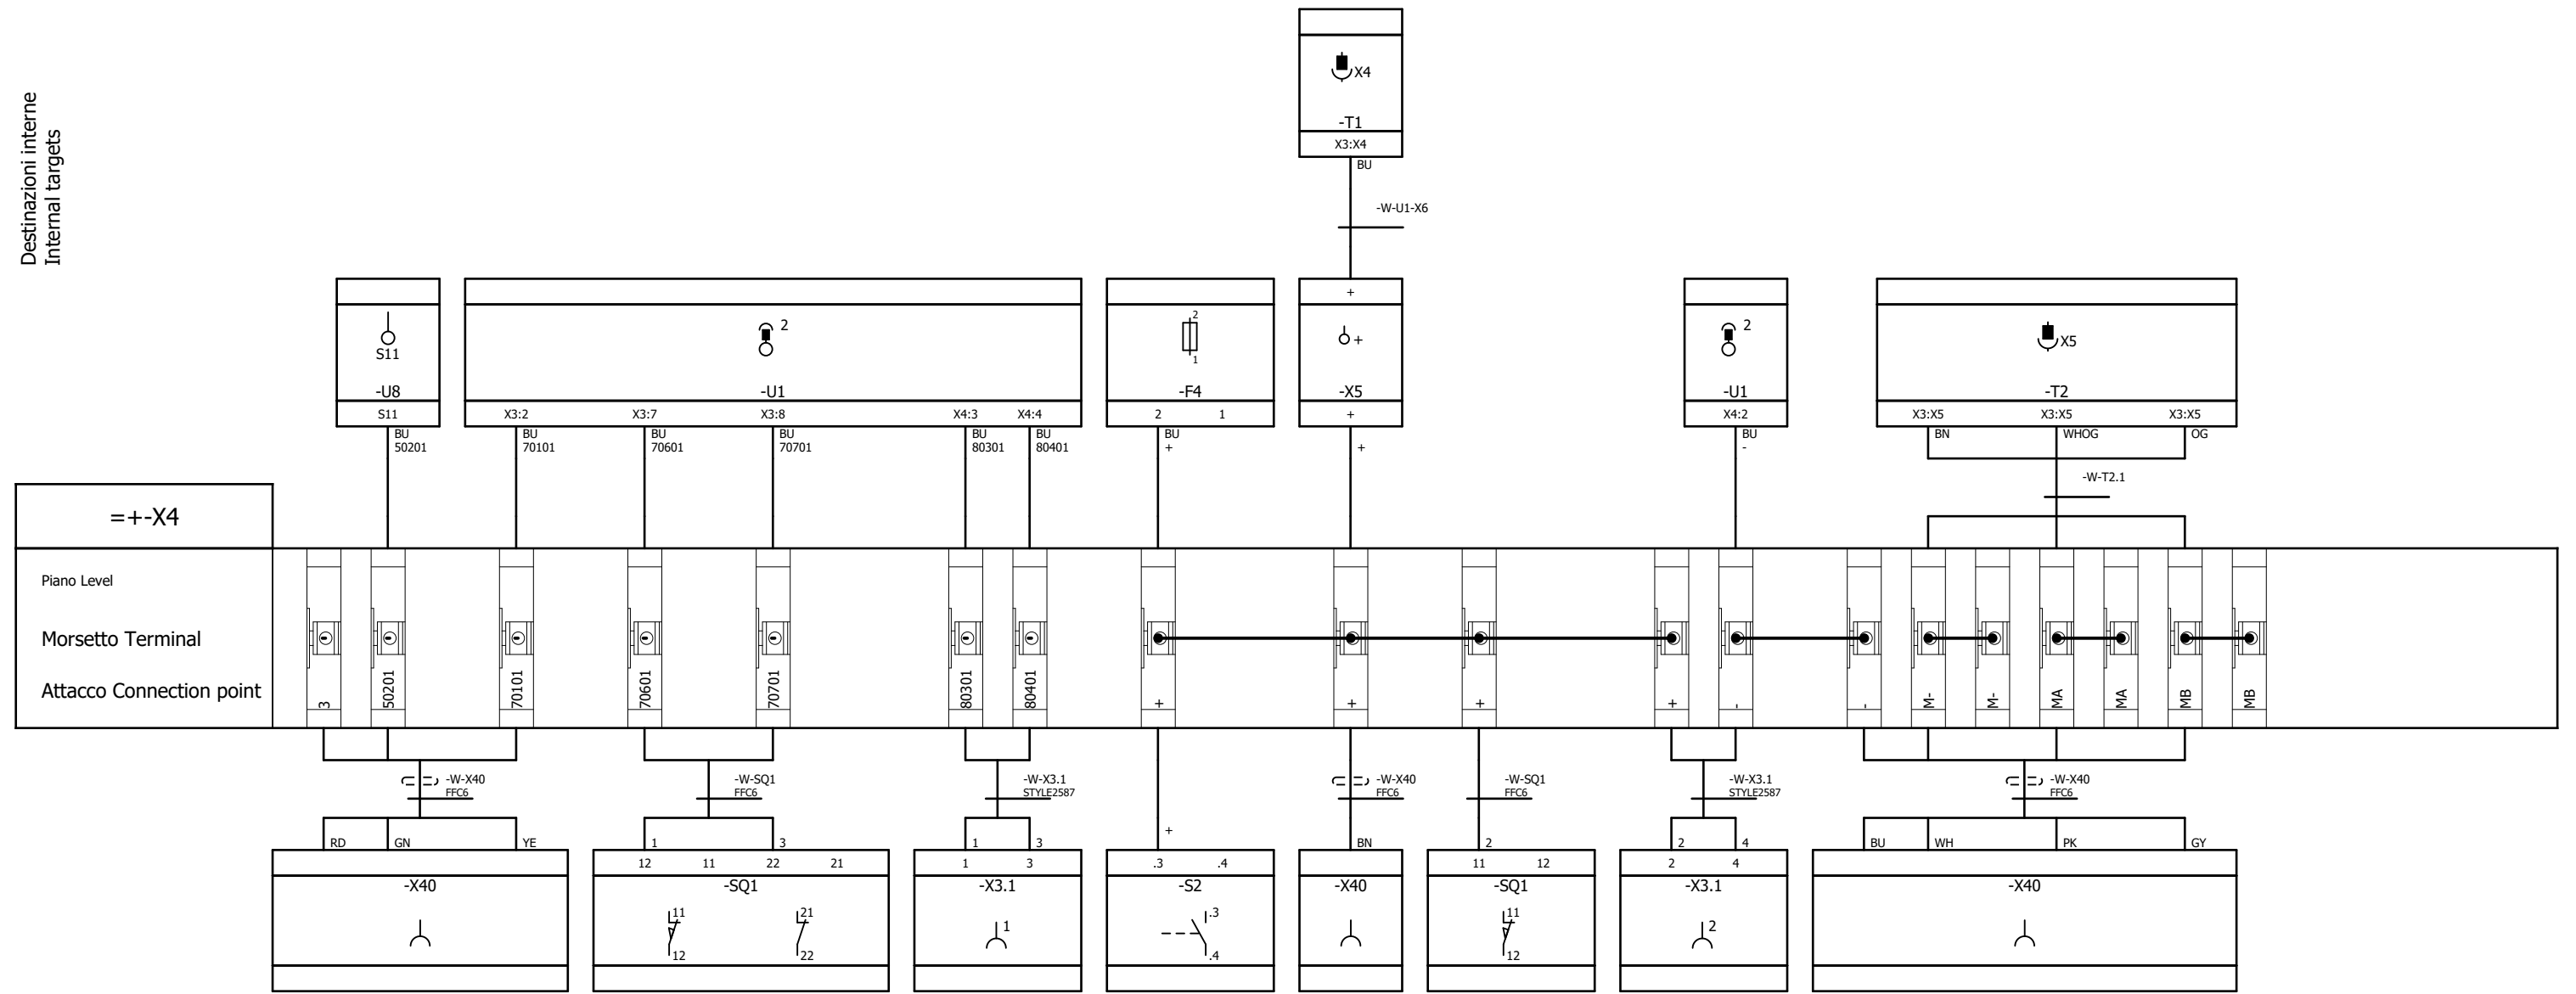 Destinazioni interne
Internal targets
X4
-T1
X3:X4
BU
-W-U1-X6
S11
-U8
S11
BU
50201
2
-U1
X3:2 X3:7 X3:8 X4:3 X4:4
BU BU BU BU BU
70101 70601 70701 80301 80401
2
1
-F4
2 1
BU
+
+
+
-X5
+
+
2
-U1
X4:2
BU
-
X5
-T2
X3:X5 X3:X5 X3:X5
BN WHOG OG
-W-T2.1
=+-X4
Piano Level
Morsetto Terminal
Attacco Connection point
3 50201 70101 70601 70701 80301 80401 + + + + - - M- M- MA MA MB MB
-W-X40
FFC6
RD GN YE
-X40
-W-SQ1
FFC6
1 3
12 11 22 21
-SQ1
11 21
12 22
-W-X3.1
STYLE2587
1 3
1 3
-X3.1
1
+
.3 .4
-S2
.3
.4
-W-X40
FFC6
BN
-X40
-W-SQ1
FFC6
2
11 12
-SQ1
11
12
-W-X3.1
STYLE2587
2 4
2 4
-X3.1
2
-W-X40
FFC6
BU WH PK GY
-X40